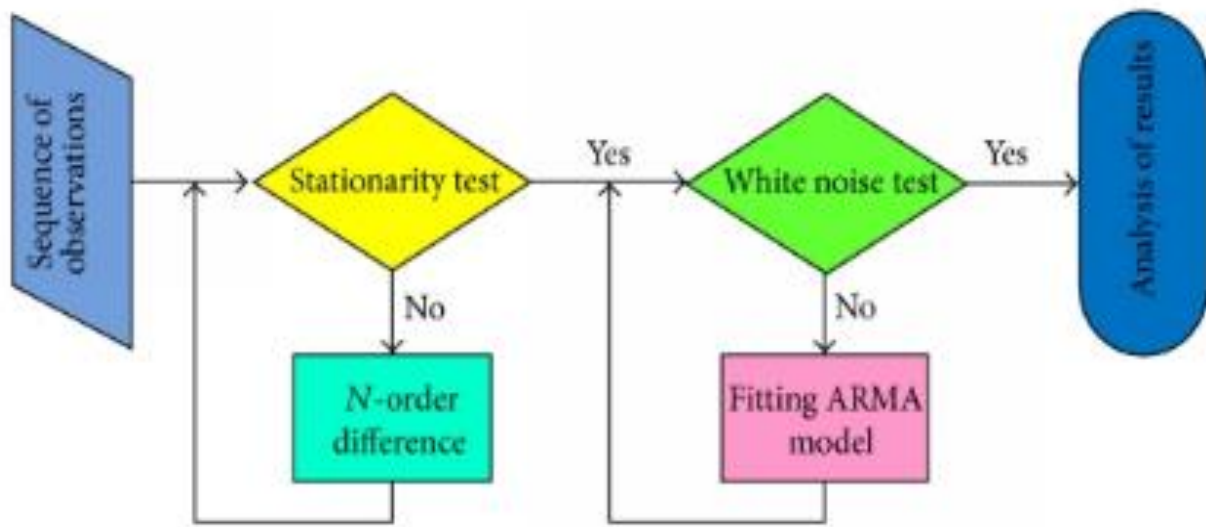 Sequence of
observations
Stationarity test
Yes
No
N-order
difference
White noise test
Yes
No
Fitting ARMA
model
Analysis of results